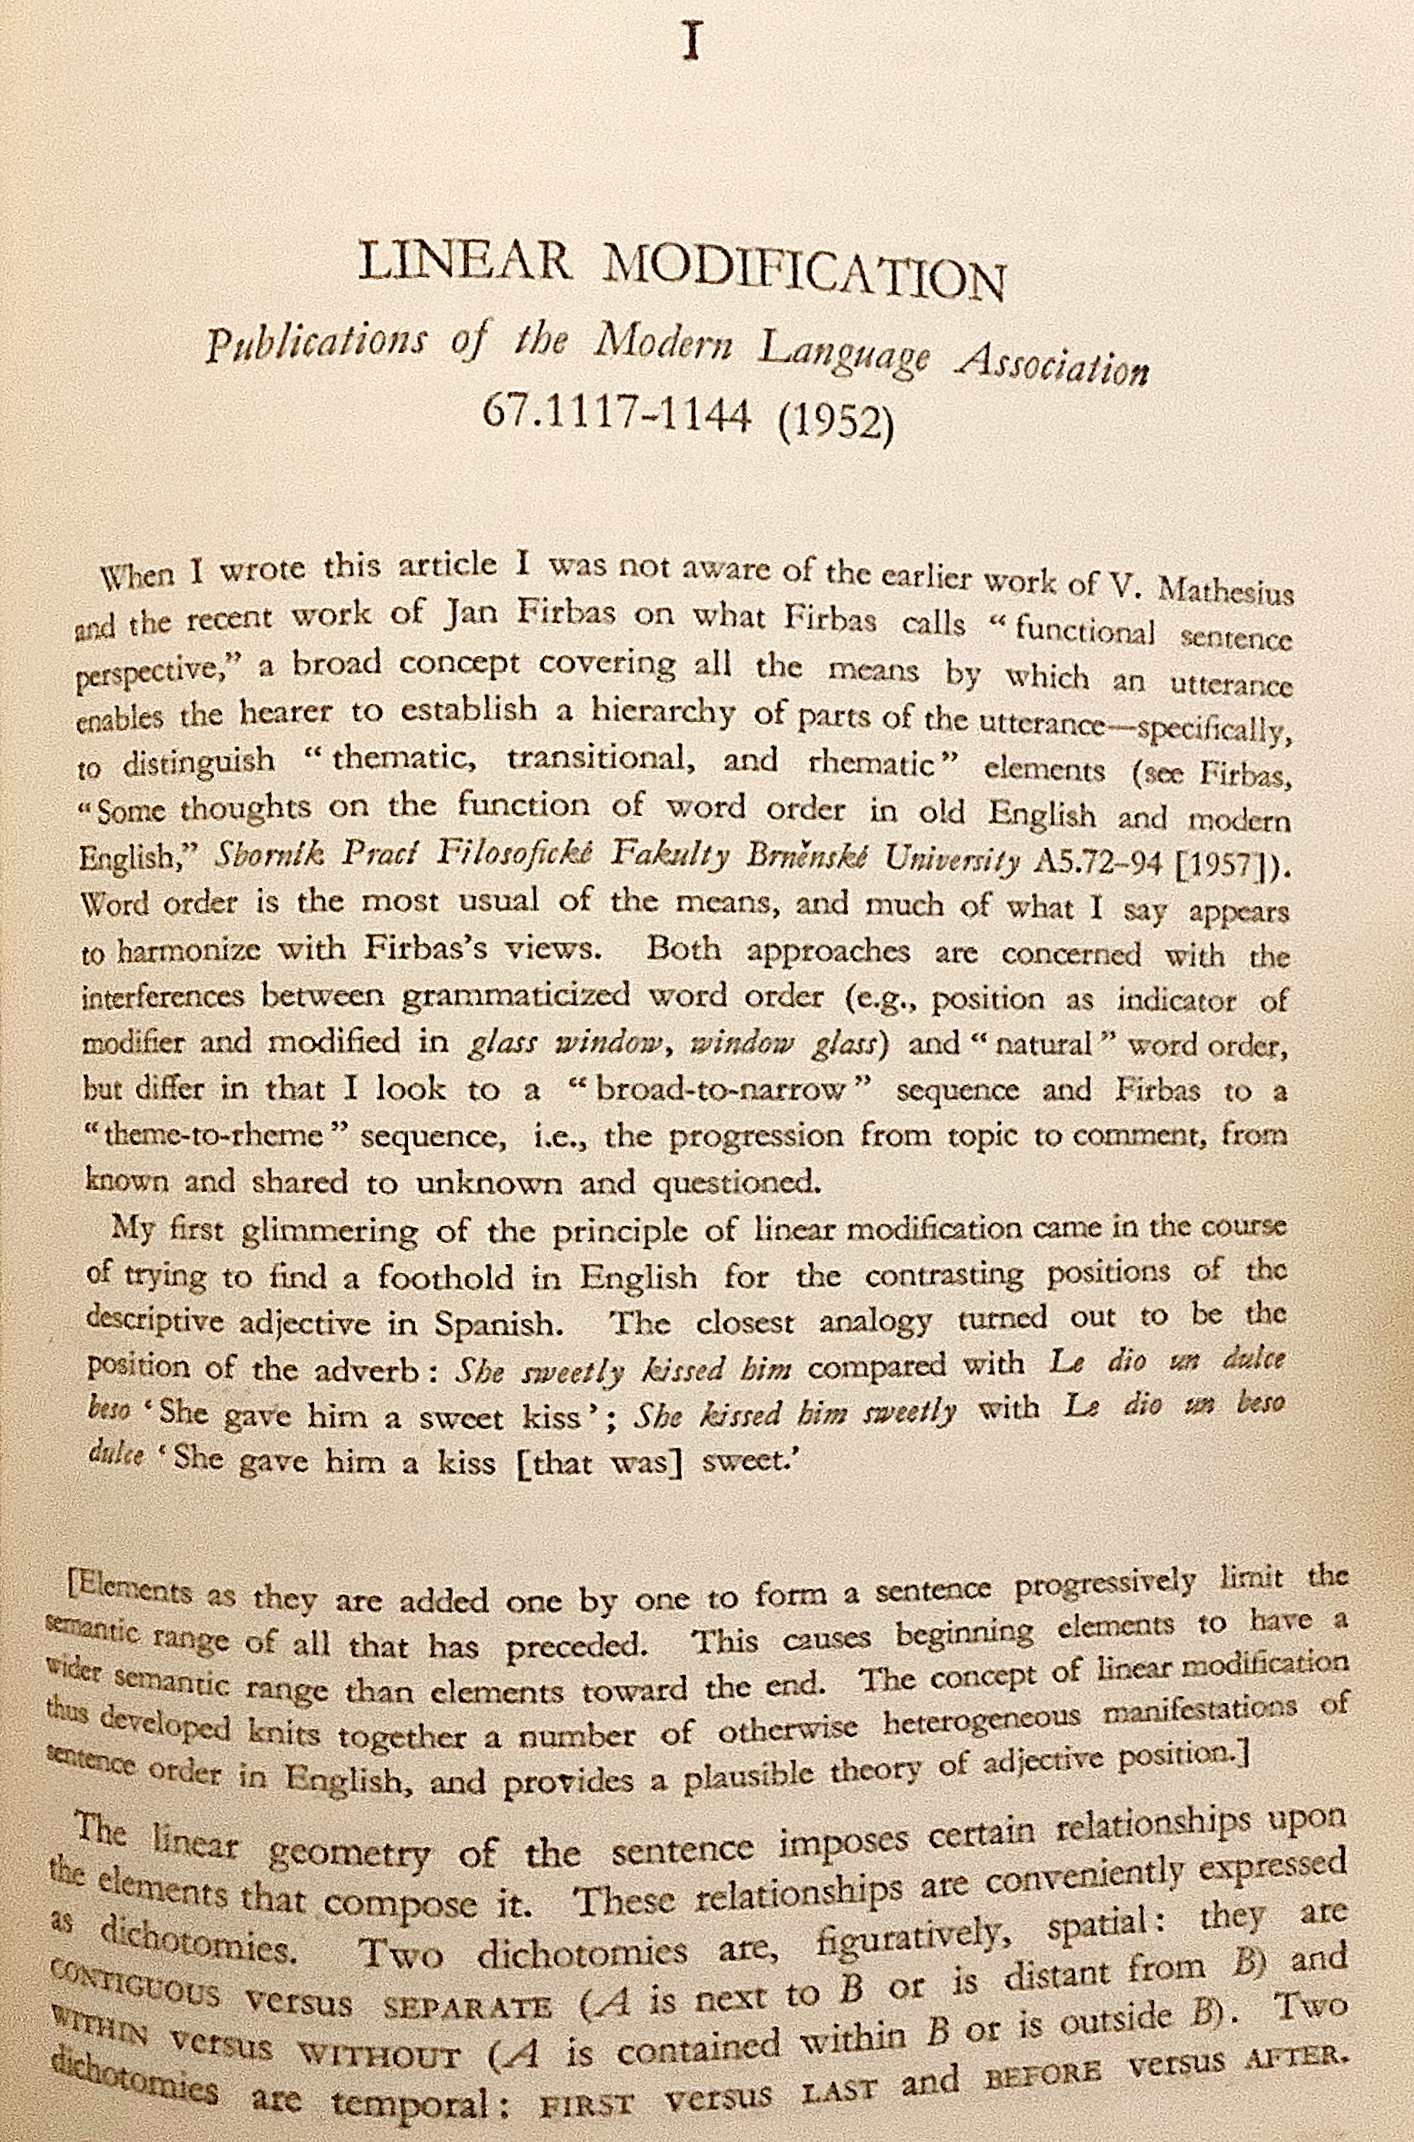 I
LINEAR MODIFICATION
Publications of the Modern Language Association
67.1117-1144 (1952)
When I wrote this article I was not aware of the earlier work of V. Mathesius
and the recent work of Jan Firbas on what Firbas calls “functional sentence
perspective,” a broad concept covering all the means by which an utterance
enables the hearer to establish a hierarchy of parts of the utterance—specifically,
to distinguish “thematic, transitional, and rhematic” elements (see Firbas,
“Some thoughts on the function of word order in old English and modern
English,” Sborník Prací Filosofické Fakulty Brněnské University A5.72–94 [1957]).
Word order is the most usual of the means, and much of what I say appears
to harmonize with Firbas’s views. Both approaches are concerned with the
interferences between grammaticized word order (e.g., position as indicator of
modifier and modified in glass window, window glass) and “natural” word order,
but differ in that I look to a “broad-to-narrow” sequence and Firbas to a
“theme-to-rheme” sequence, i.e., the progression from topic to comment, from
known and shared to unknown and questioned.
My first glimmering of the principle of linear modification came in the course
of trying to find a foothold in English for the contrasting positions of the
descriptive adjective in Spanish. The closest analogy turned out to be the
position of the adverb: She sweetly kissed him compared with Le dio un dulce
beso ‘She gave him a sweet kiss’; She kissed him sweetly with Le dio un beso
dulce ‘She gave him a kiss [that was] sweet.’
[Elements as they are added one by one to form a sentence progressively limit the
semantic range of all that has preceded. This causes beginning elements to have a
wider semantic range than elements toward the end. The concept of linear modification
thus developed knits together a number of otherwise heterogeneous manifestations of
sentence order in English, and provides a plausible theory of adjective position.]
The linear geometry of the sentence imposes certain relationships upon
the elements that compose it. These relationships are conveniently expressed
as dichotomies. Two dichotomies are, figuratively, spatial: they are
CONTIGUOUS versus SEPARATE (A is next to B or is distant from B) and
WITHIN versus WITHOUT (A is contained within B or is outside B). Two
dichotomies are temporal: FIRST versus LAST and BEFORE versus AFTER.